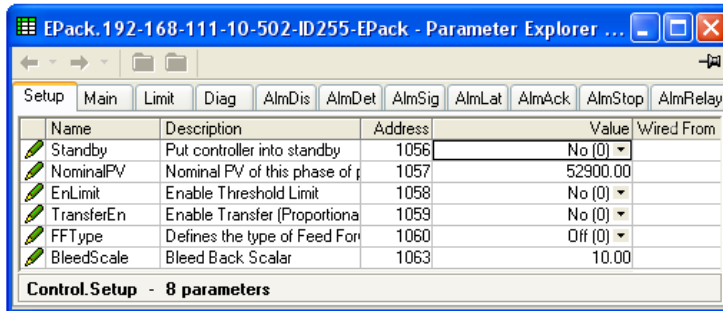 EPack.192-168-111-10-502-ID255-EPack - Parameter Explorer ...
Setup Main Limit Diag AlmDis AlmDet AlmSig AlmLat AlmAck AlmStop AlmRelay
Name Description Address Value Wired From
Standby Put controller into standby 1056 No (0)
NominalPV Nominal PV of this phase of p 1057 52900.00
EnLimit Enable Threshold Limit 1058 No (0)
TransferEn Enable Transfer (Proportiona 1059 No (0)
FFType Defines the type of Feed For 1060 Off (0)
BleedScale Bleed Back Scalar 1063 10.00
Control.Setup - 8 parameters